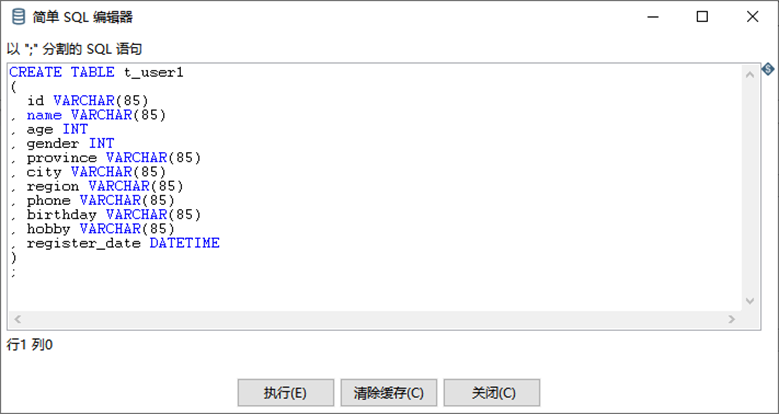 简单 SQL 编辑器
以 ";" 分割的 SQL 语句
CREATE TABLE t_user1
(
  id VARCHAR(85)
, name VARCHAR(85)
, age INT
, gender INT
, province VARCHAR(85)
, city VARCHAR(85)
, region VARCHAR(85)
, phone VARCHAR(85)
, birthday VARCHAR(85)
, hobby VARCHAR(85)
, register_date DATETIME
)
;
行1 列0
执行(E) 清除缓存(C) 关闭(C)